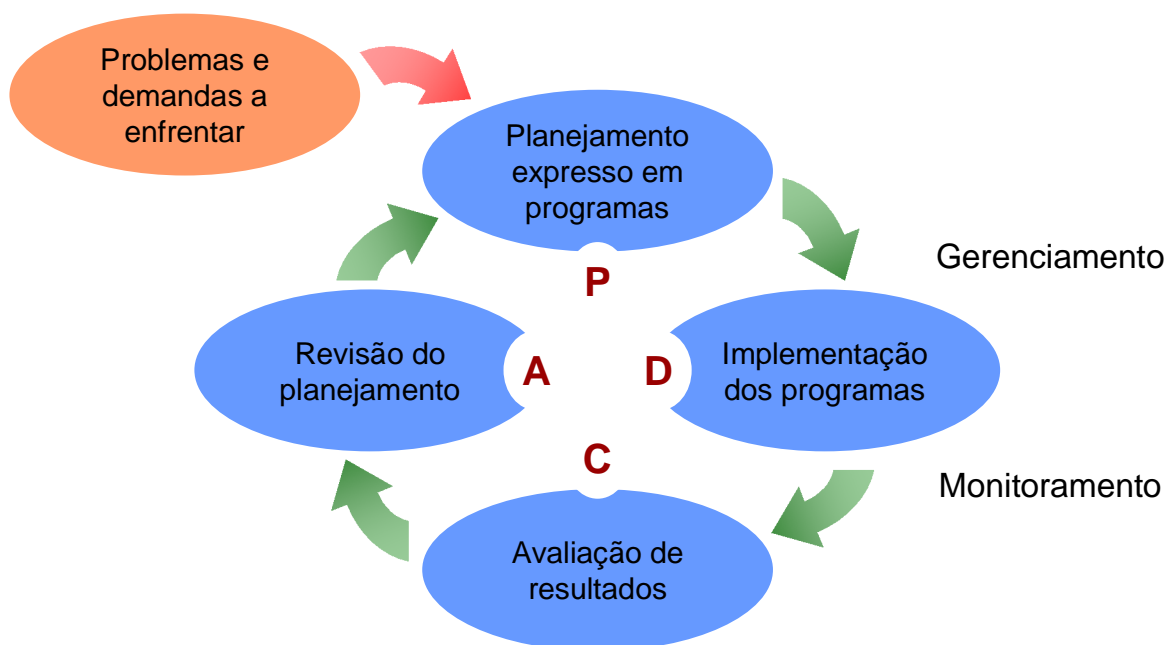 Problemas e
demandas a
enfrentar
Planejamento
expresso em
programas
P
Gerenciamento
Revisão do
planejamento
A
D
Implementação
dos programas
C
Monitoramento
Avaliação de
resultados